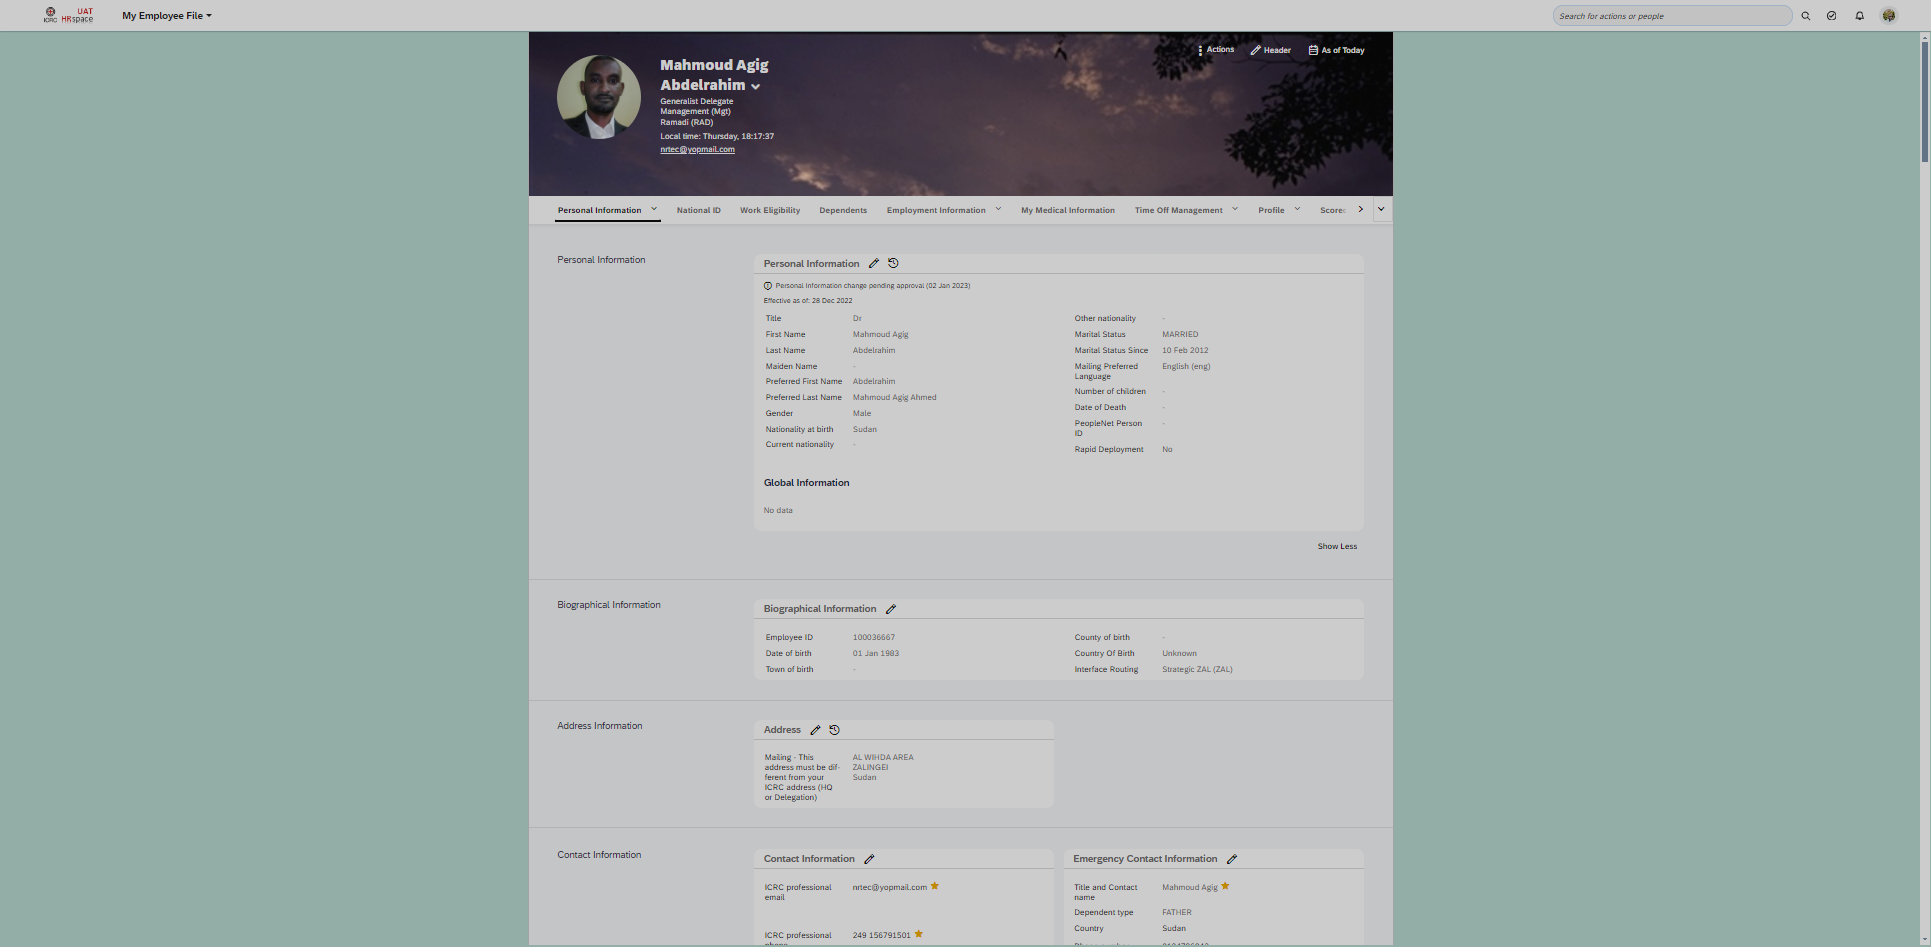 ICRC UAT HRspace
My Employee File
Search for actions or people
Actions
Header
As of Today
Mahmoud Agig
Abdelrahim
Generalist Delegate
Management (Mgt)
Ramadi (RAD)
Local time: Thursday, 18:17:37
nrtec@yopmail.com
Personal Information
National ID
Work Eligibility
Dependents
Employment Information
My Medical Information
Time Off Management
Profile
Personal Information
Personal Information
Personal Information change pending approval (02 Jan 2023)
Effective as of: 28 Dec 2022
Title Dr
First Name Mahmoud Agig
Last Name Abdelrahim
Maiden Name -
Preferred First Name Abdelrahim
Preferred Last Name Mahmoud Agig Ahmed
Gender Male
Nationality at birth Sudan
Current nationality -
Other nationality -
Marital Status MARRIED
Marital Status Since 10 Feb 2012
Mailing Preferred English (eng)
Language
Number of children -
Date of Death -
PeopleNet Person -
ID
Rapid Deployment No
Global Information
No data
Show Less
Biographical Information
Biographical Information
Employee ID 100036667
Date of birth 01 Jan 1983
Town of birth -
County of birth -
Country Of Birth Unknown
Interface Routing Strategic ZAL (ZAL)
Address Information
Address
Mailing - This AL WIHDA AREA
address must be dif- ZALINGEI
ferent from your Sudan
ICRC address (HQ
or Delegation)
Contact Information
Contact Information
ICRC professional nrtec@yopmail.com
email
ICRC professional 249 156791501
Emergency Contact Information
Title and Contact Mahmoud Agig
name
Dependent type FATHER
Country Sudan